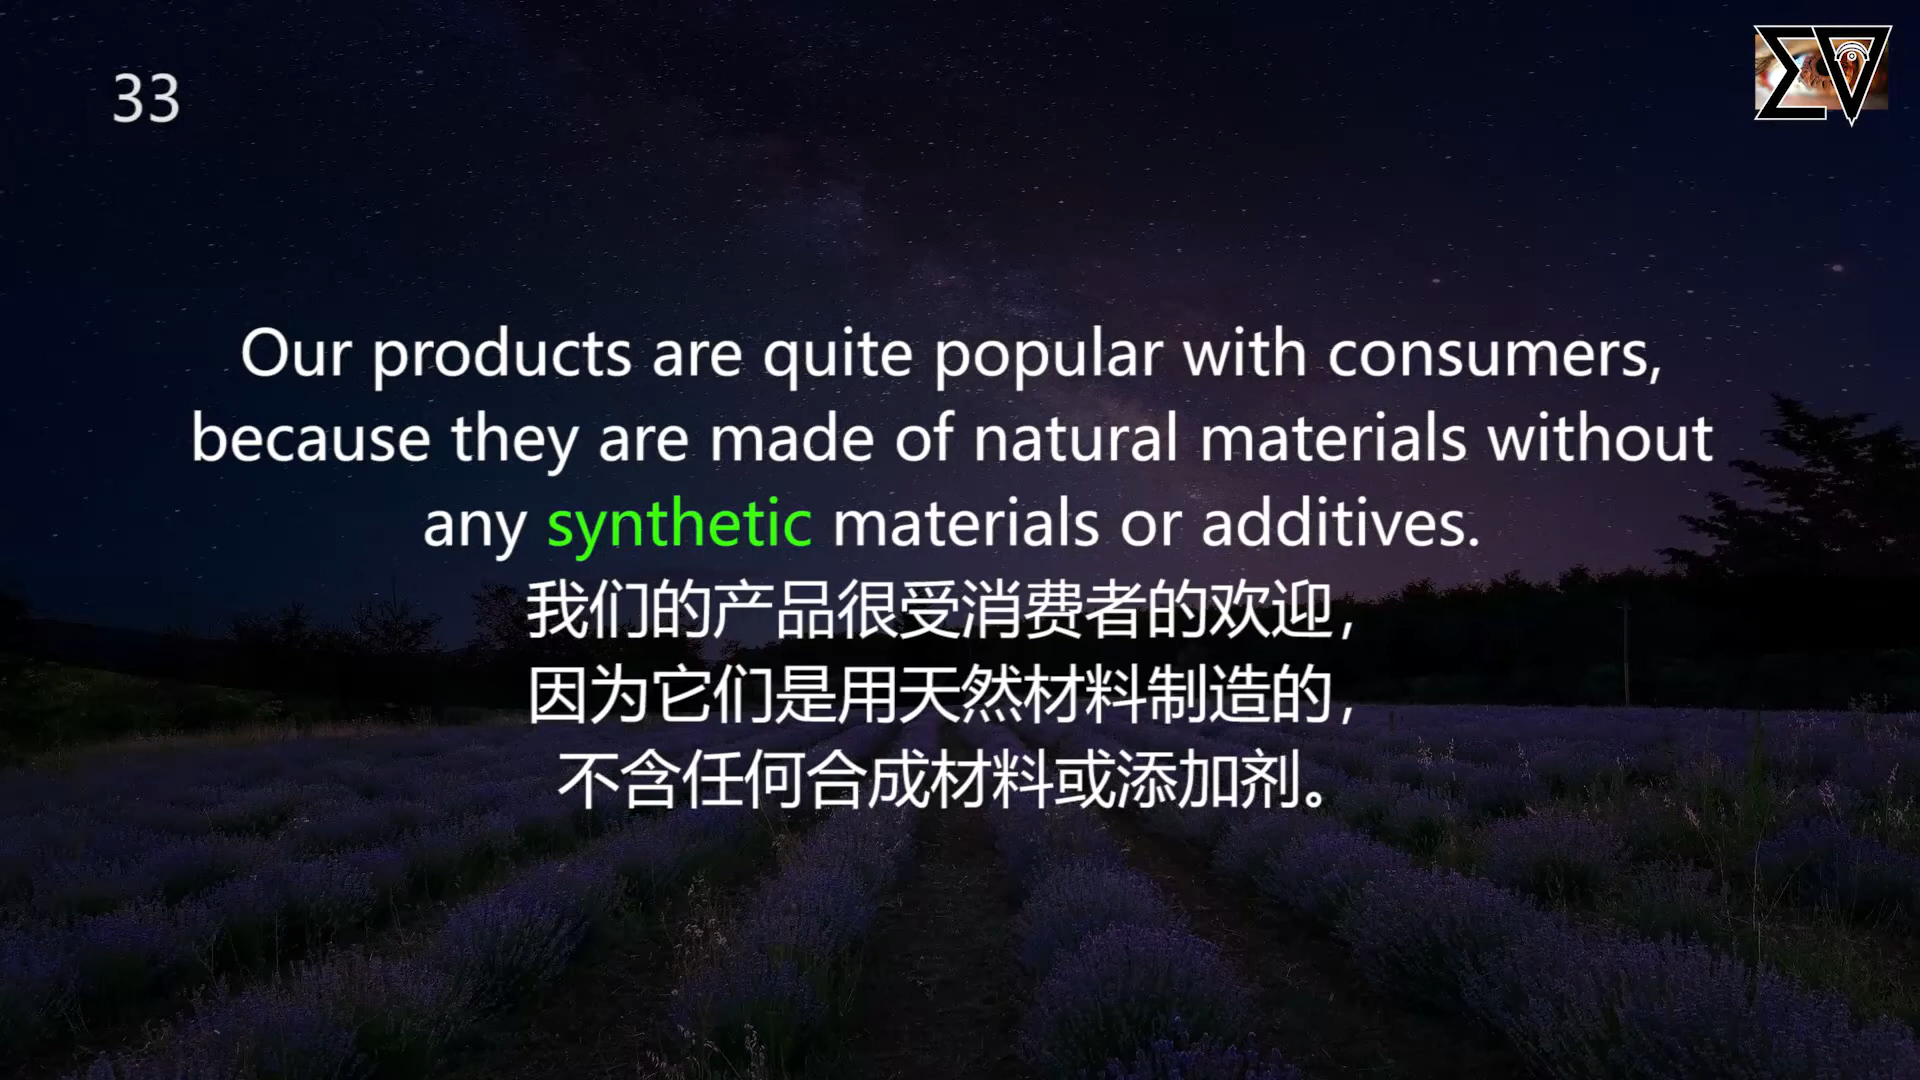 33
Our products are quite popular with consumers,
because they are made of natural materials without
any synthetic materials or additives.
我们的产品很受消费者的欢迎，
因为它们是用天然材料制造的，
不含任何合成材料或添加剂。